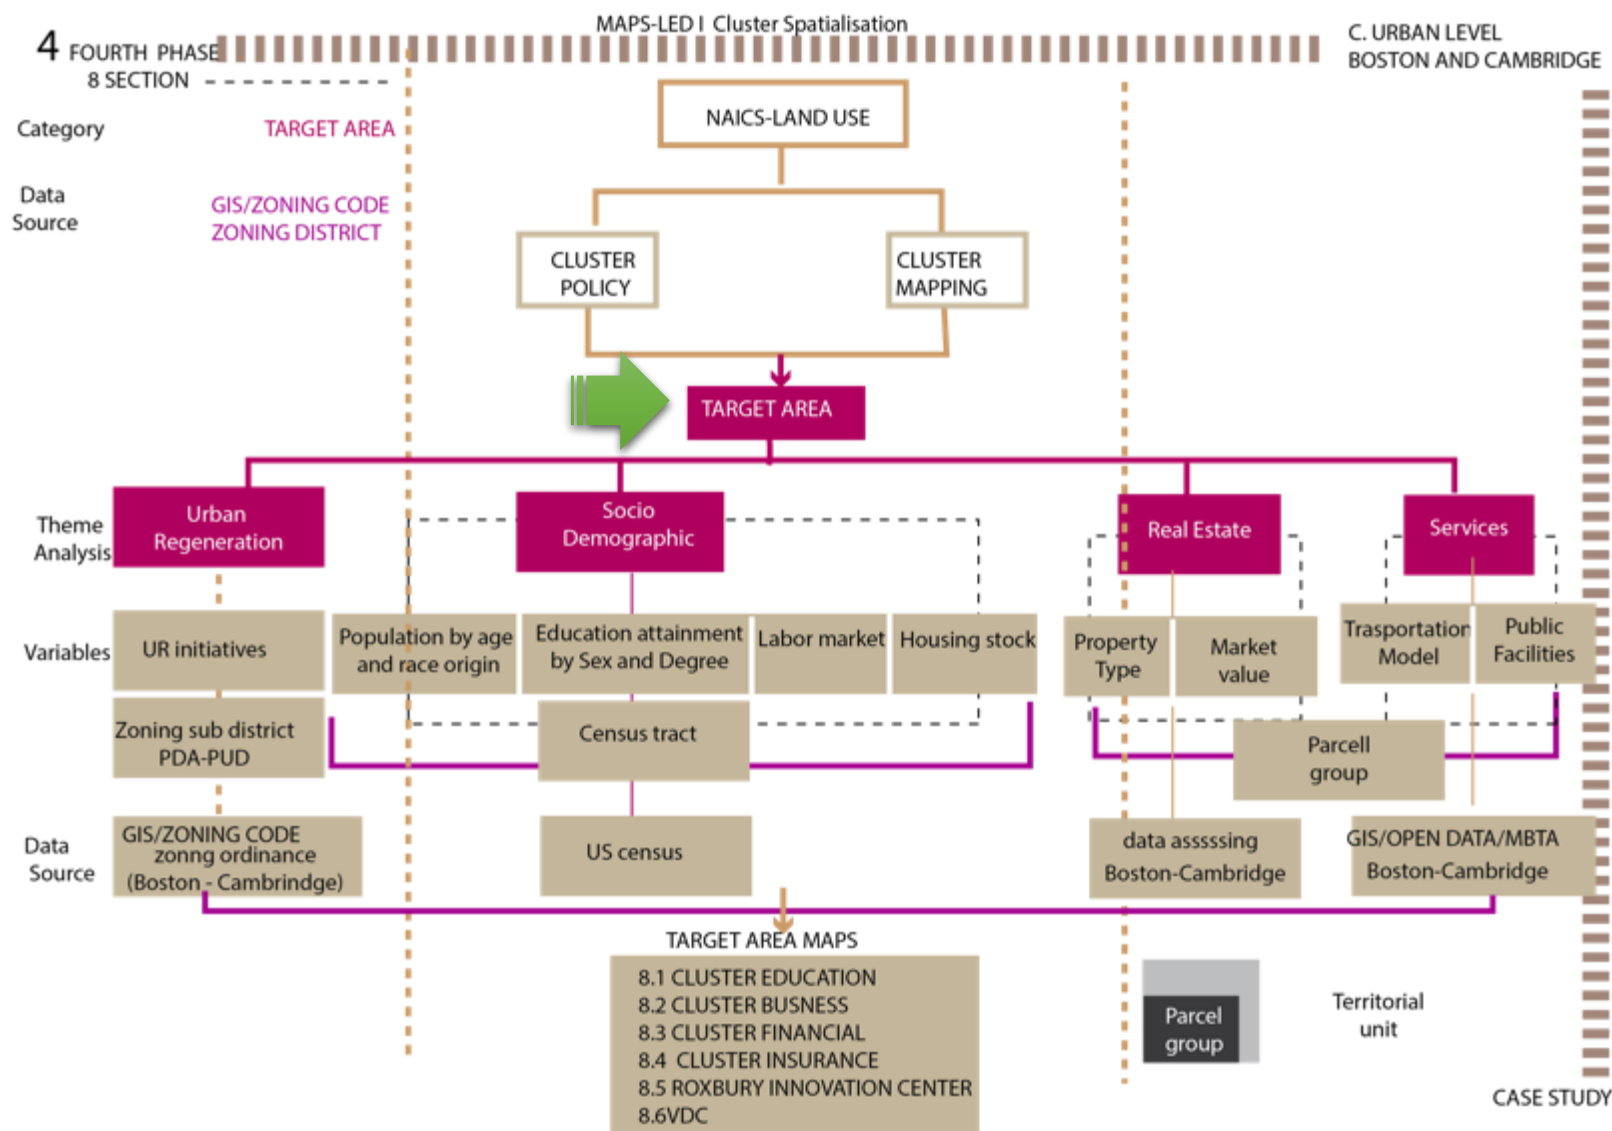 MAPS-LED I Cluster Spatialisation
4 FOURTH PHASE
8 SECTION
C. URBAN LEVEL
BOSTON AND CAMBRIDGE
Category
TARGET AREA
NAICS-LAND USE
Data
Source
GIS/ZONING CODE
ZONING DISTRICT
CLUSTER
POLICY
CLUSTER
MAPPING
TARGET AREA
Theme
Analysis
Urban
Regeneration
Socio
Demographic
Real Estate
Services
Variables
UR initiatives
Population by age
and race origin
Education attainment
by Sex and Degree
Labor market
Housing stock
Property
Type
Market
value
Trasportation
Model
Public
Facilities
Zoning sub district
PDA-PUD
Census tract
Parcell
group
Data
Source
GIS/ZONING CODE
zonng ordinance
(Boston - Cambrindge)
US census
data asssssing
Boston-Cambridge
GIS/OPEN DATA/MBTA
Boston-Cambridge
TARGET AREA MAPS
8.1 CLUSTER EDUCATION
8.2 CLUSTER BUSINESS
8.3 CLUSTER FINANCIAL
8.4 CLUSTER INSURANCE
8.5 ROXBURY INNOVATION CENTER
8.6VDC
Parcel
group
Territorial
unit
CASE STUDY